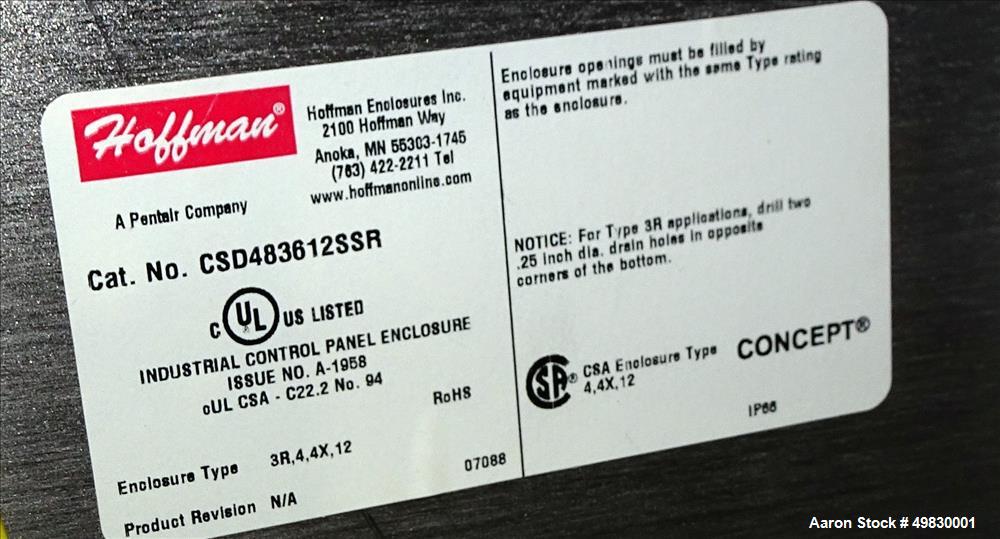 Hoffman®
A Pentair Company
Hoffman Enclosures Inc.
2100 Hoffman Way
Anoka, MN 55303-1745
(763) 422-2211 Tel
www.hoffmanonline.com
Cat. No. CSD483612SSR
C UL US LISTED
INDUSTRIAL CONTROL PANEL ENCLOSURE
ISSUE NO. A-1958
cUL CSA - C22.2 No. 94
RoHS
Enclosure Type 3R,4,4X,12
07088
Product Revision N/A
Enclosure openings must be filled by
equipment marked with the same Type rating
as the enclosure.
NOTICE: For Type 3R applications, drill two
.25 inch dia. drain holes in opposite
corners of the bottom.
SA® CSA Enclosure Type
4,4X,12
CONCEPT®
IP66
Aaron Stock # 49830001